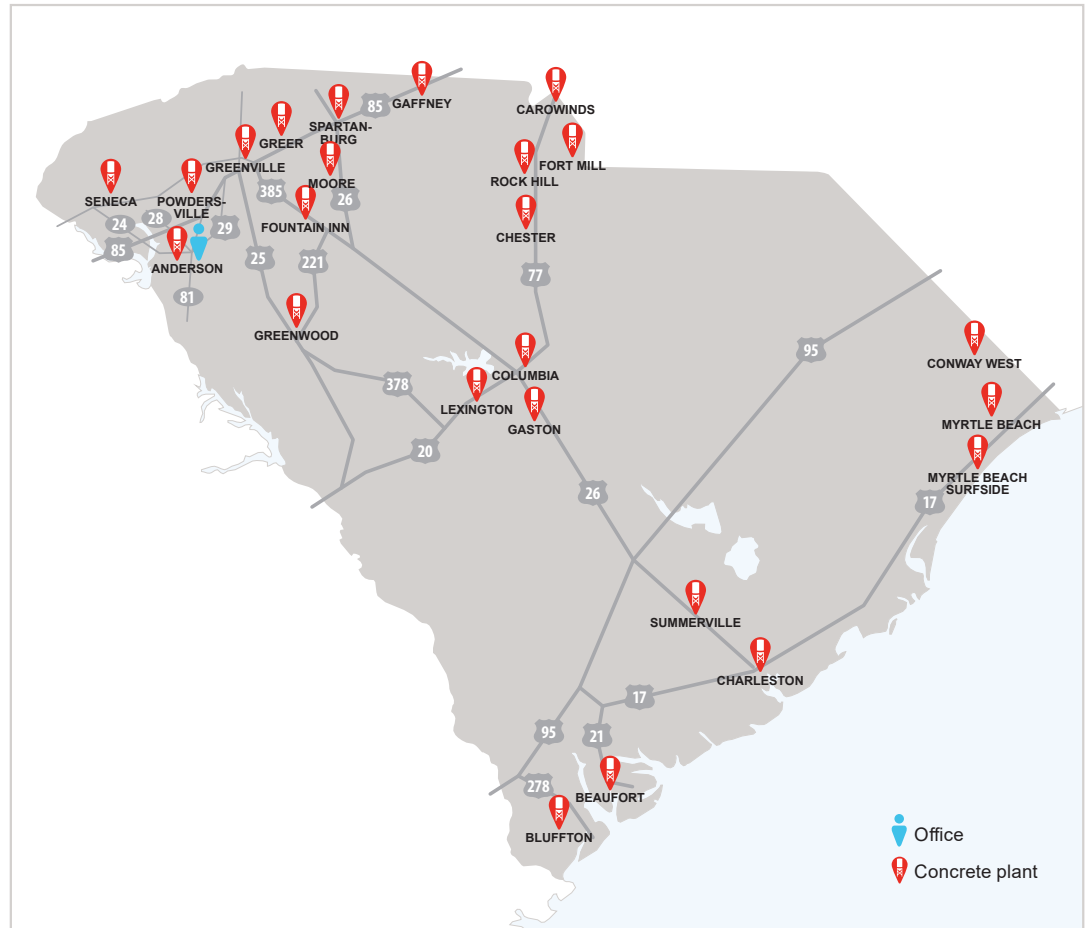 GAFFNEY
85
CAROWINDS
SPARTAN-
BURG
GREER
GREENVILLE
FORT MILL
ROCK HILL
MOORE
SENECA
POWDERS-
VILLE
385
26
FOUNTAIN INN
24
28
29
CHESTER
85
ANDERSON
25
221
77
81
GREENWOOD
95
CONWAY WEST
COLUMBIA
378
LEXINGTON
GASTON
MYRTLE BEACH
20
MYRTLE BEACH
SURFSIDE
26
17
SUMMERVILLE
CHARLESTON
17
95
21
278
BEAUFORT
BLUFFTON
Office
Concrete plant